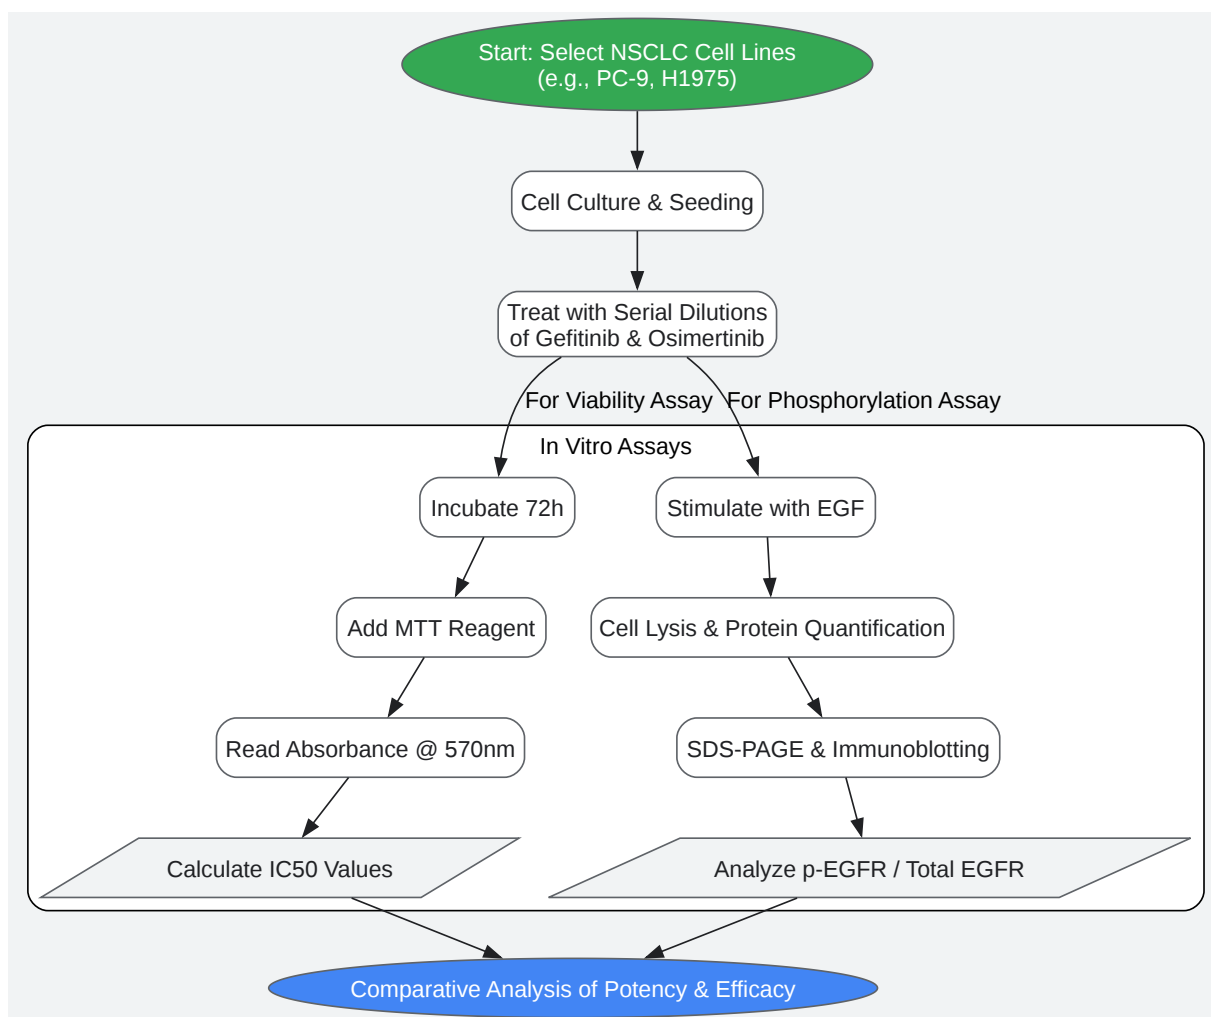 Start: Select NSCLC Cell Lines
(e.g., PC-9, H1975)
Cell Culture & Seeding
Treat with Serial Dilutions
of Gefitinib & Osimertinib
For Viability Assay
For Phosphorylation Assay
In Vitro Assays
Incubate 72h
Stimulate with EGF
Add MTT Reagent
Cell Lysis & Protein Quantification
Read Absorbance @ 570nm
SDS-PAGE & Immunoblotting
Calculate IC50 Values
Analyze p-EGFR / Total EGFR
Comparative Analysis of Potency & Efficacy